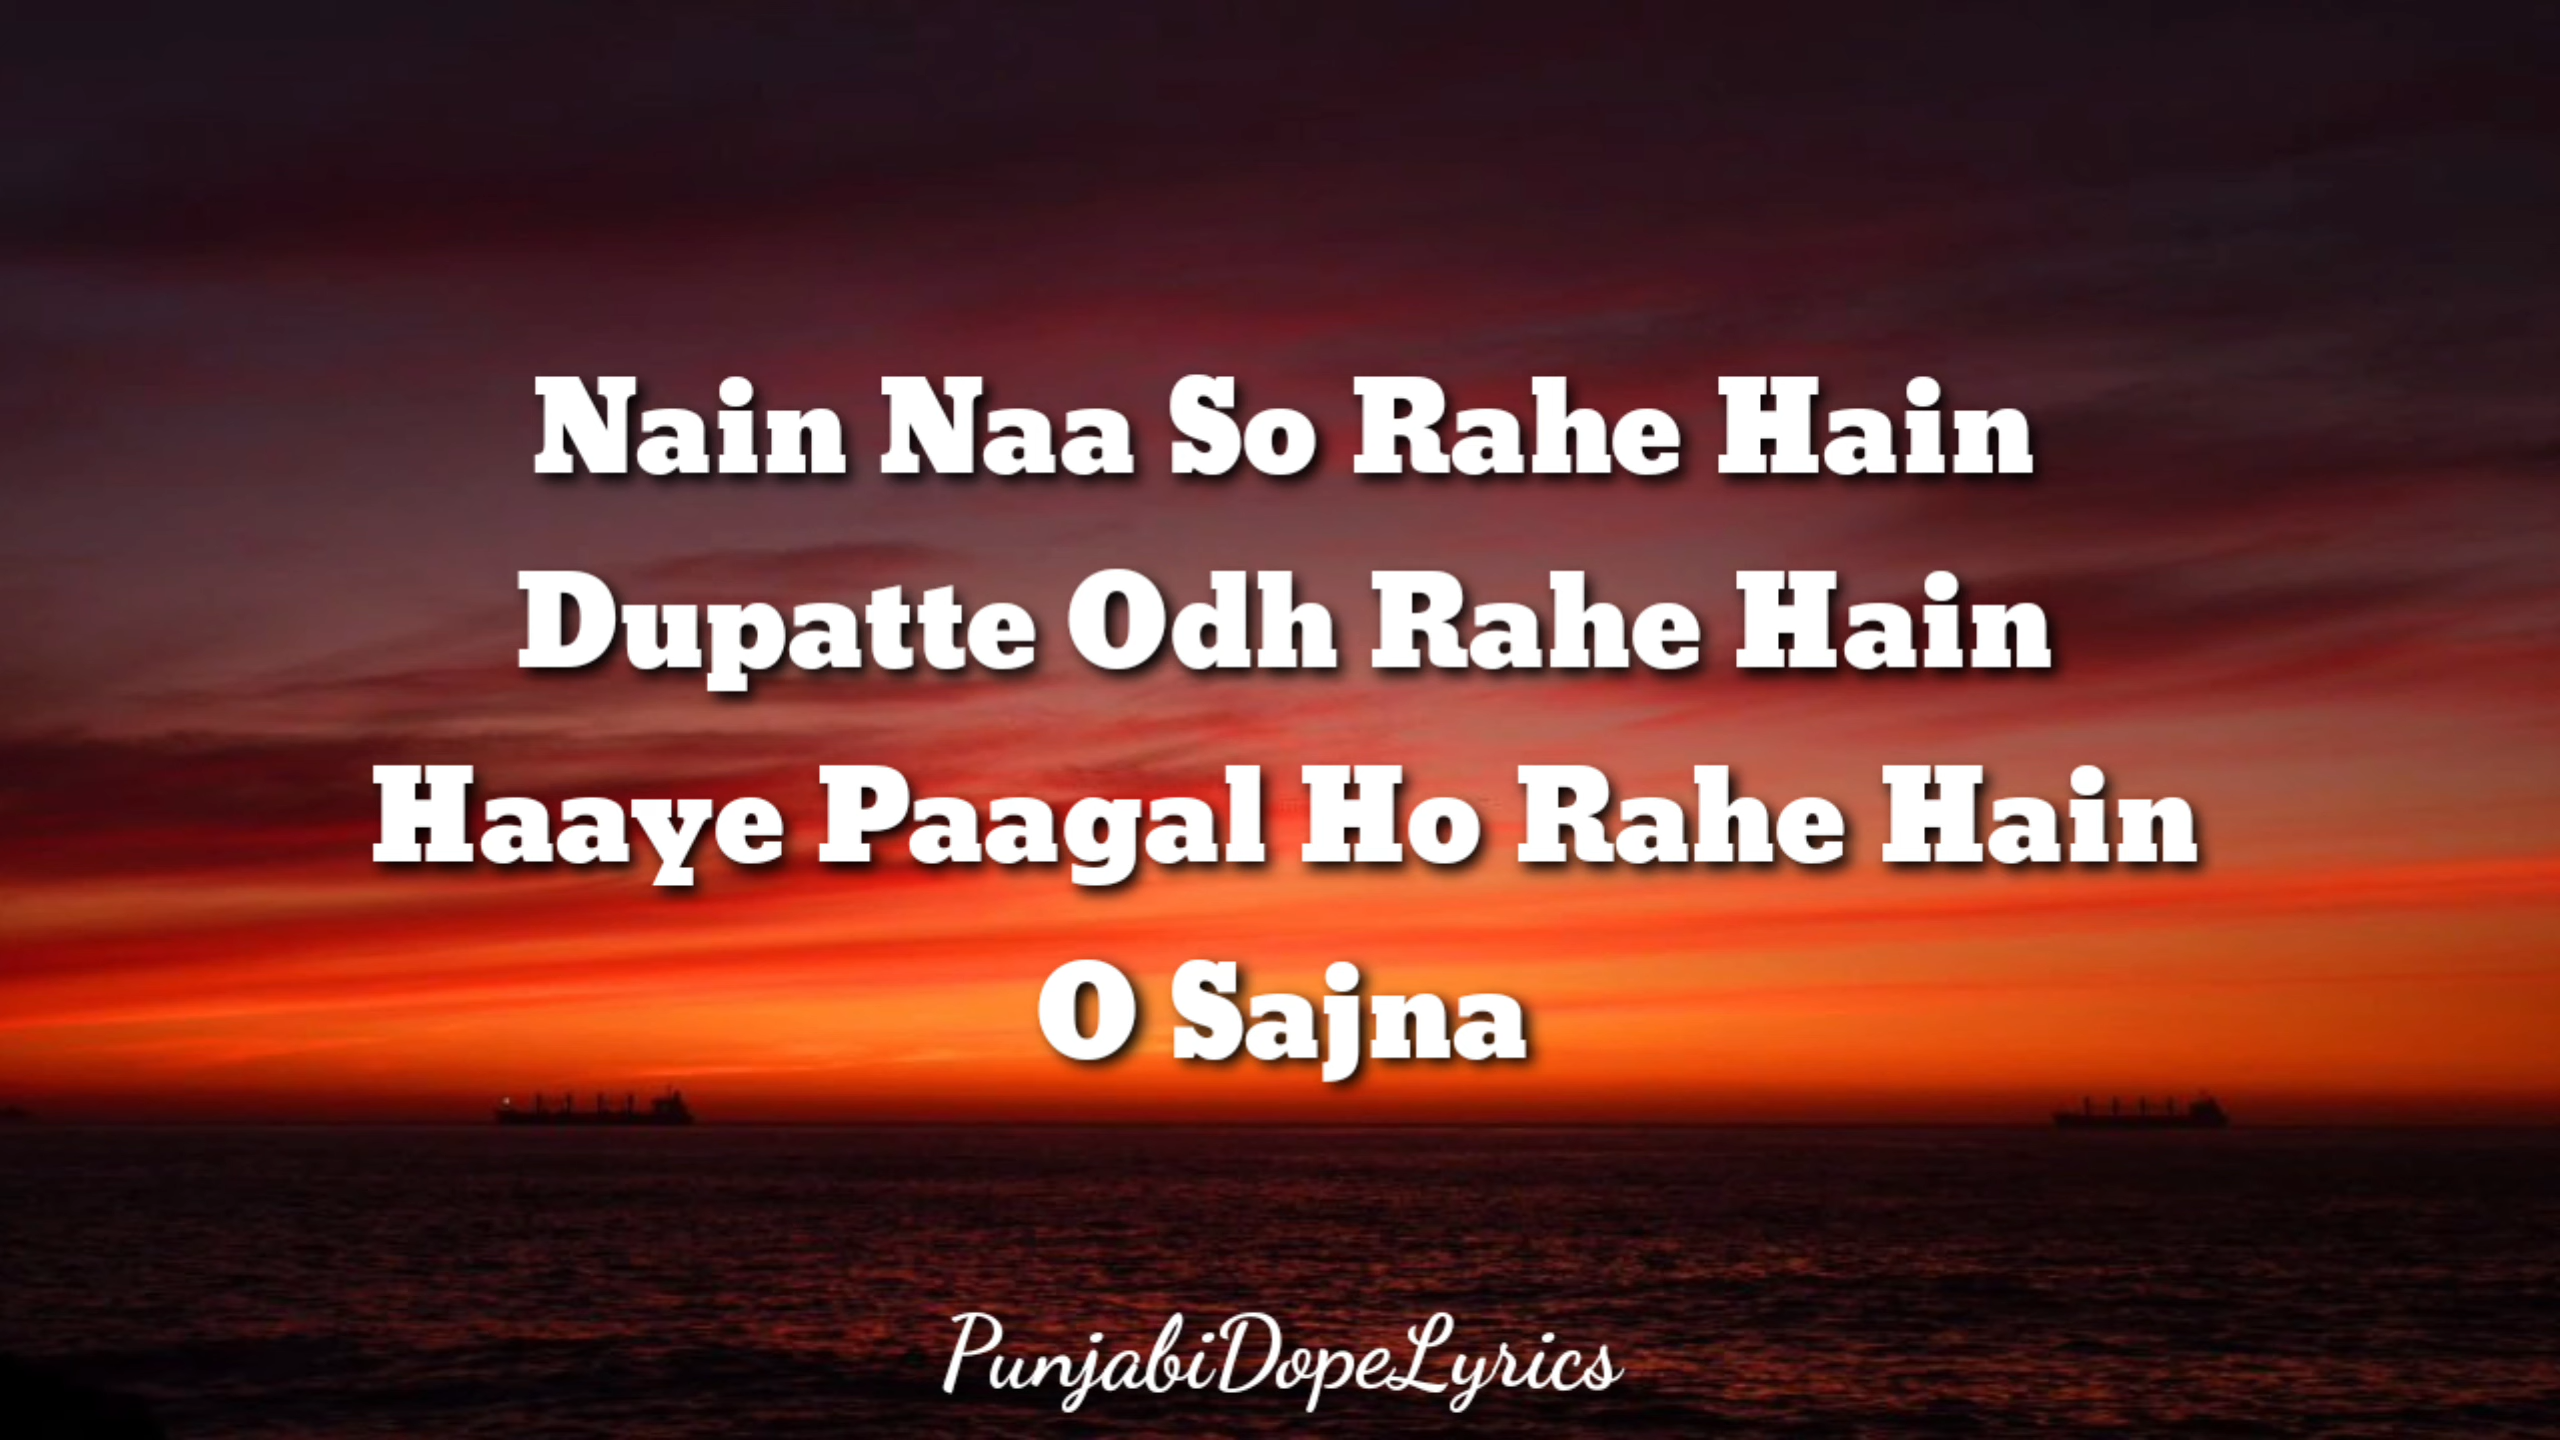 Nain Naa So Rahe Hain
Dupatte Odh Rahe Hain
Haaye Paagal Ho Rahe Hain
O Sajna
PunjabiDopeLyrics